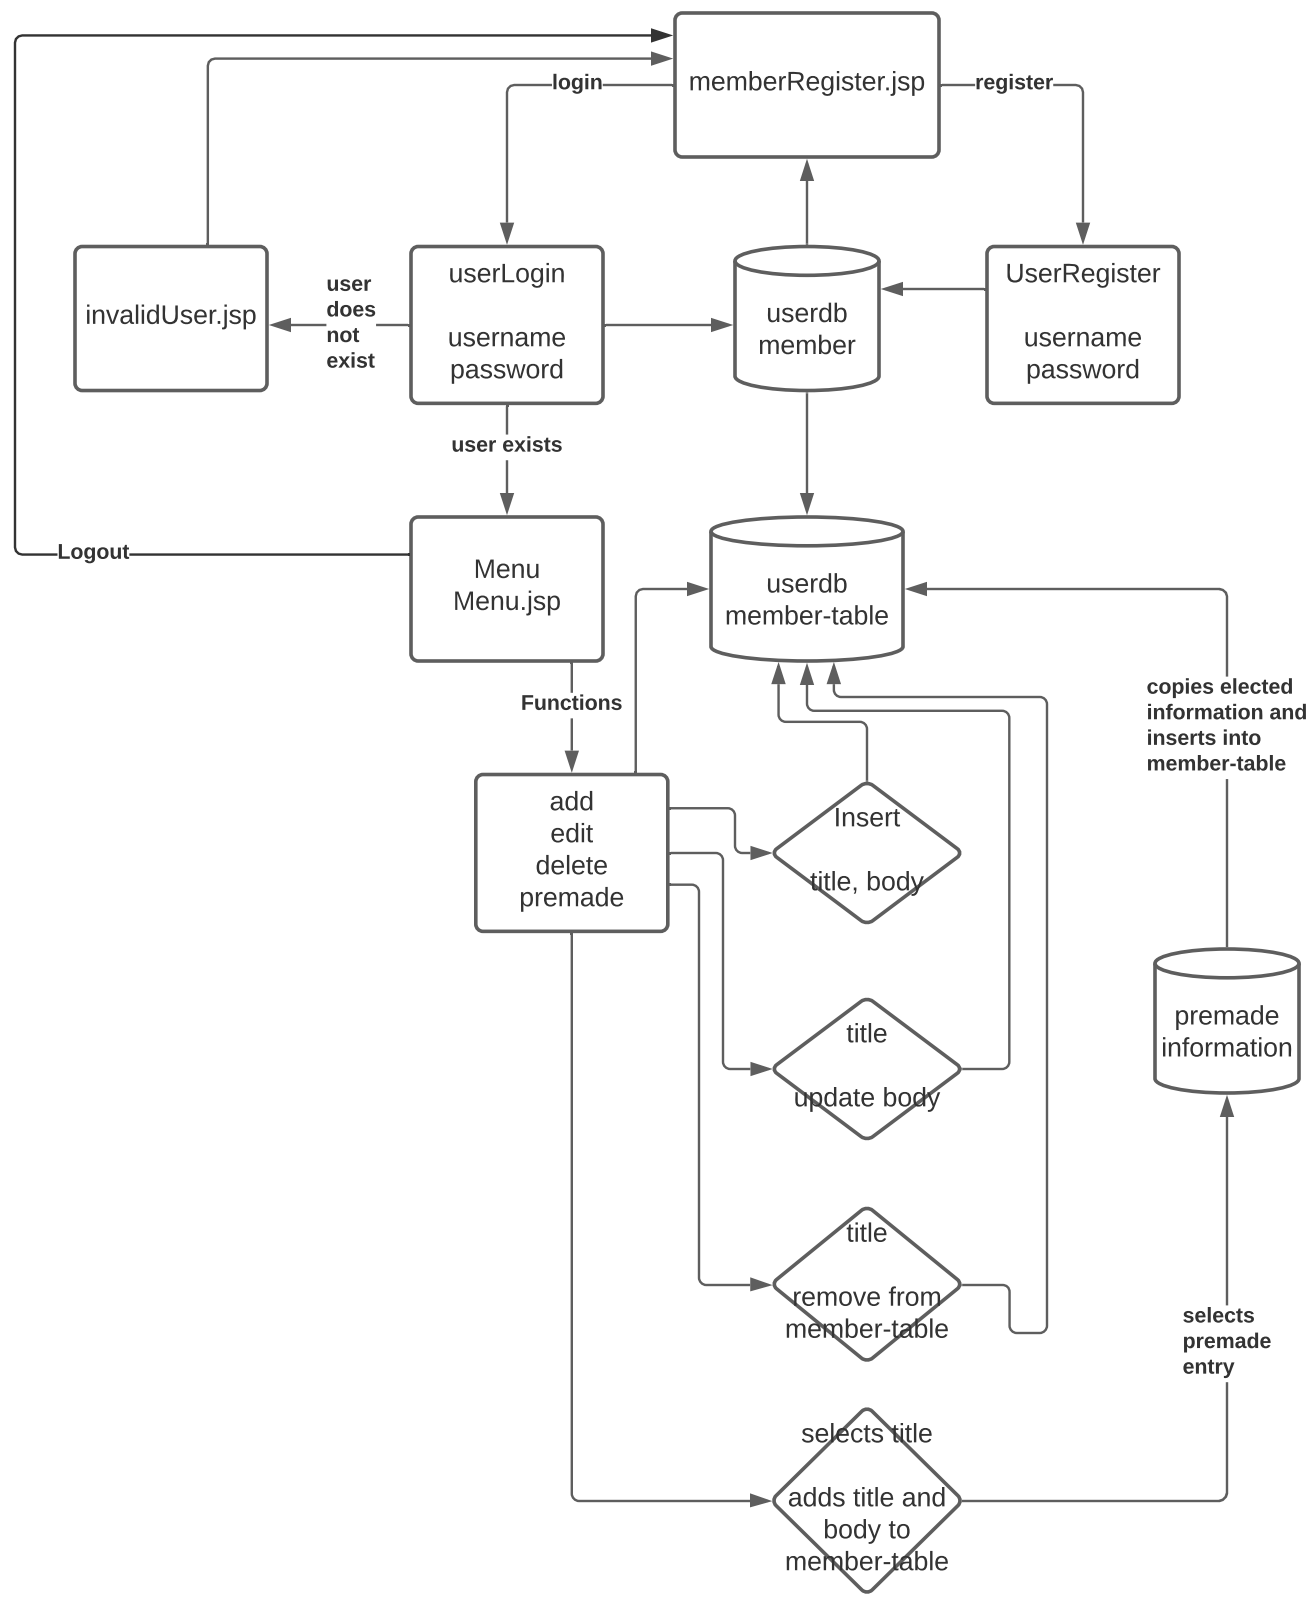 login
memberRegister.jsp
register
invalidUser.jsp
user
does
not
exist
userLogin
username
password
userdb
member
UserRegister
username
password
user exists
Logout
Menu
Menu.jsp
userdb
member-table
Functions
copies elected
information and
inserts into
member-table
add
edit
delete
premade
Insert
title, body
title
update body
premade
information
title
remove from
member-table
selects
premade
entry
selects title
adds title and
body to
member-table